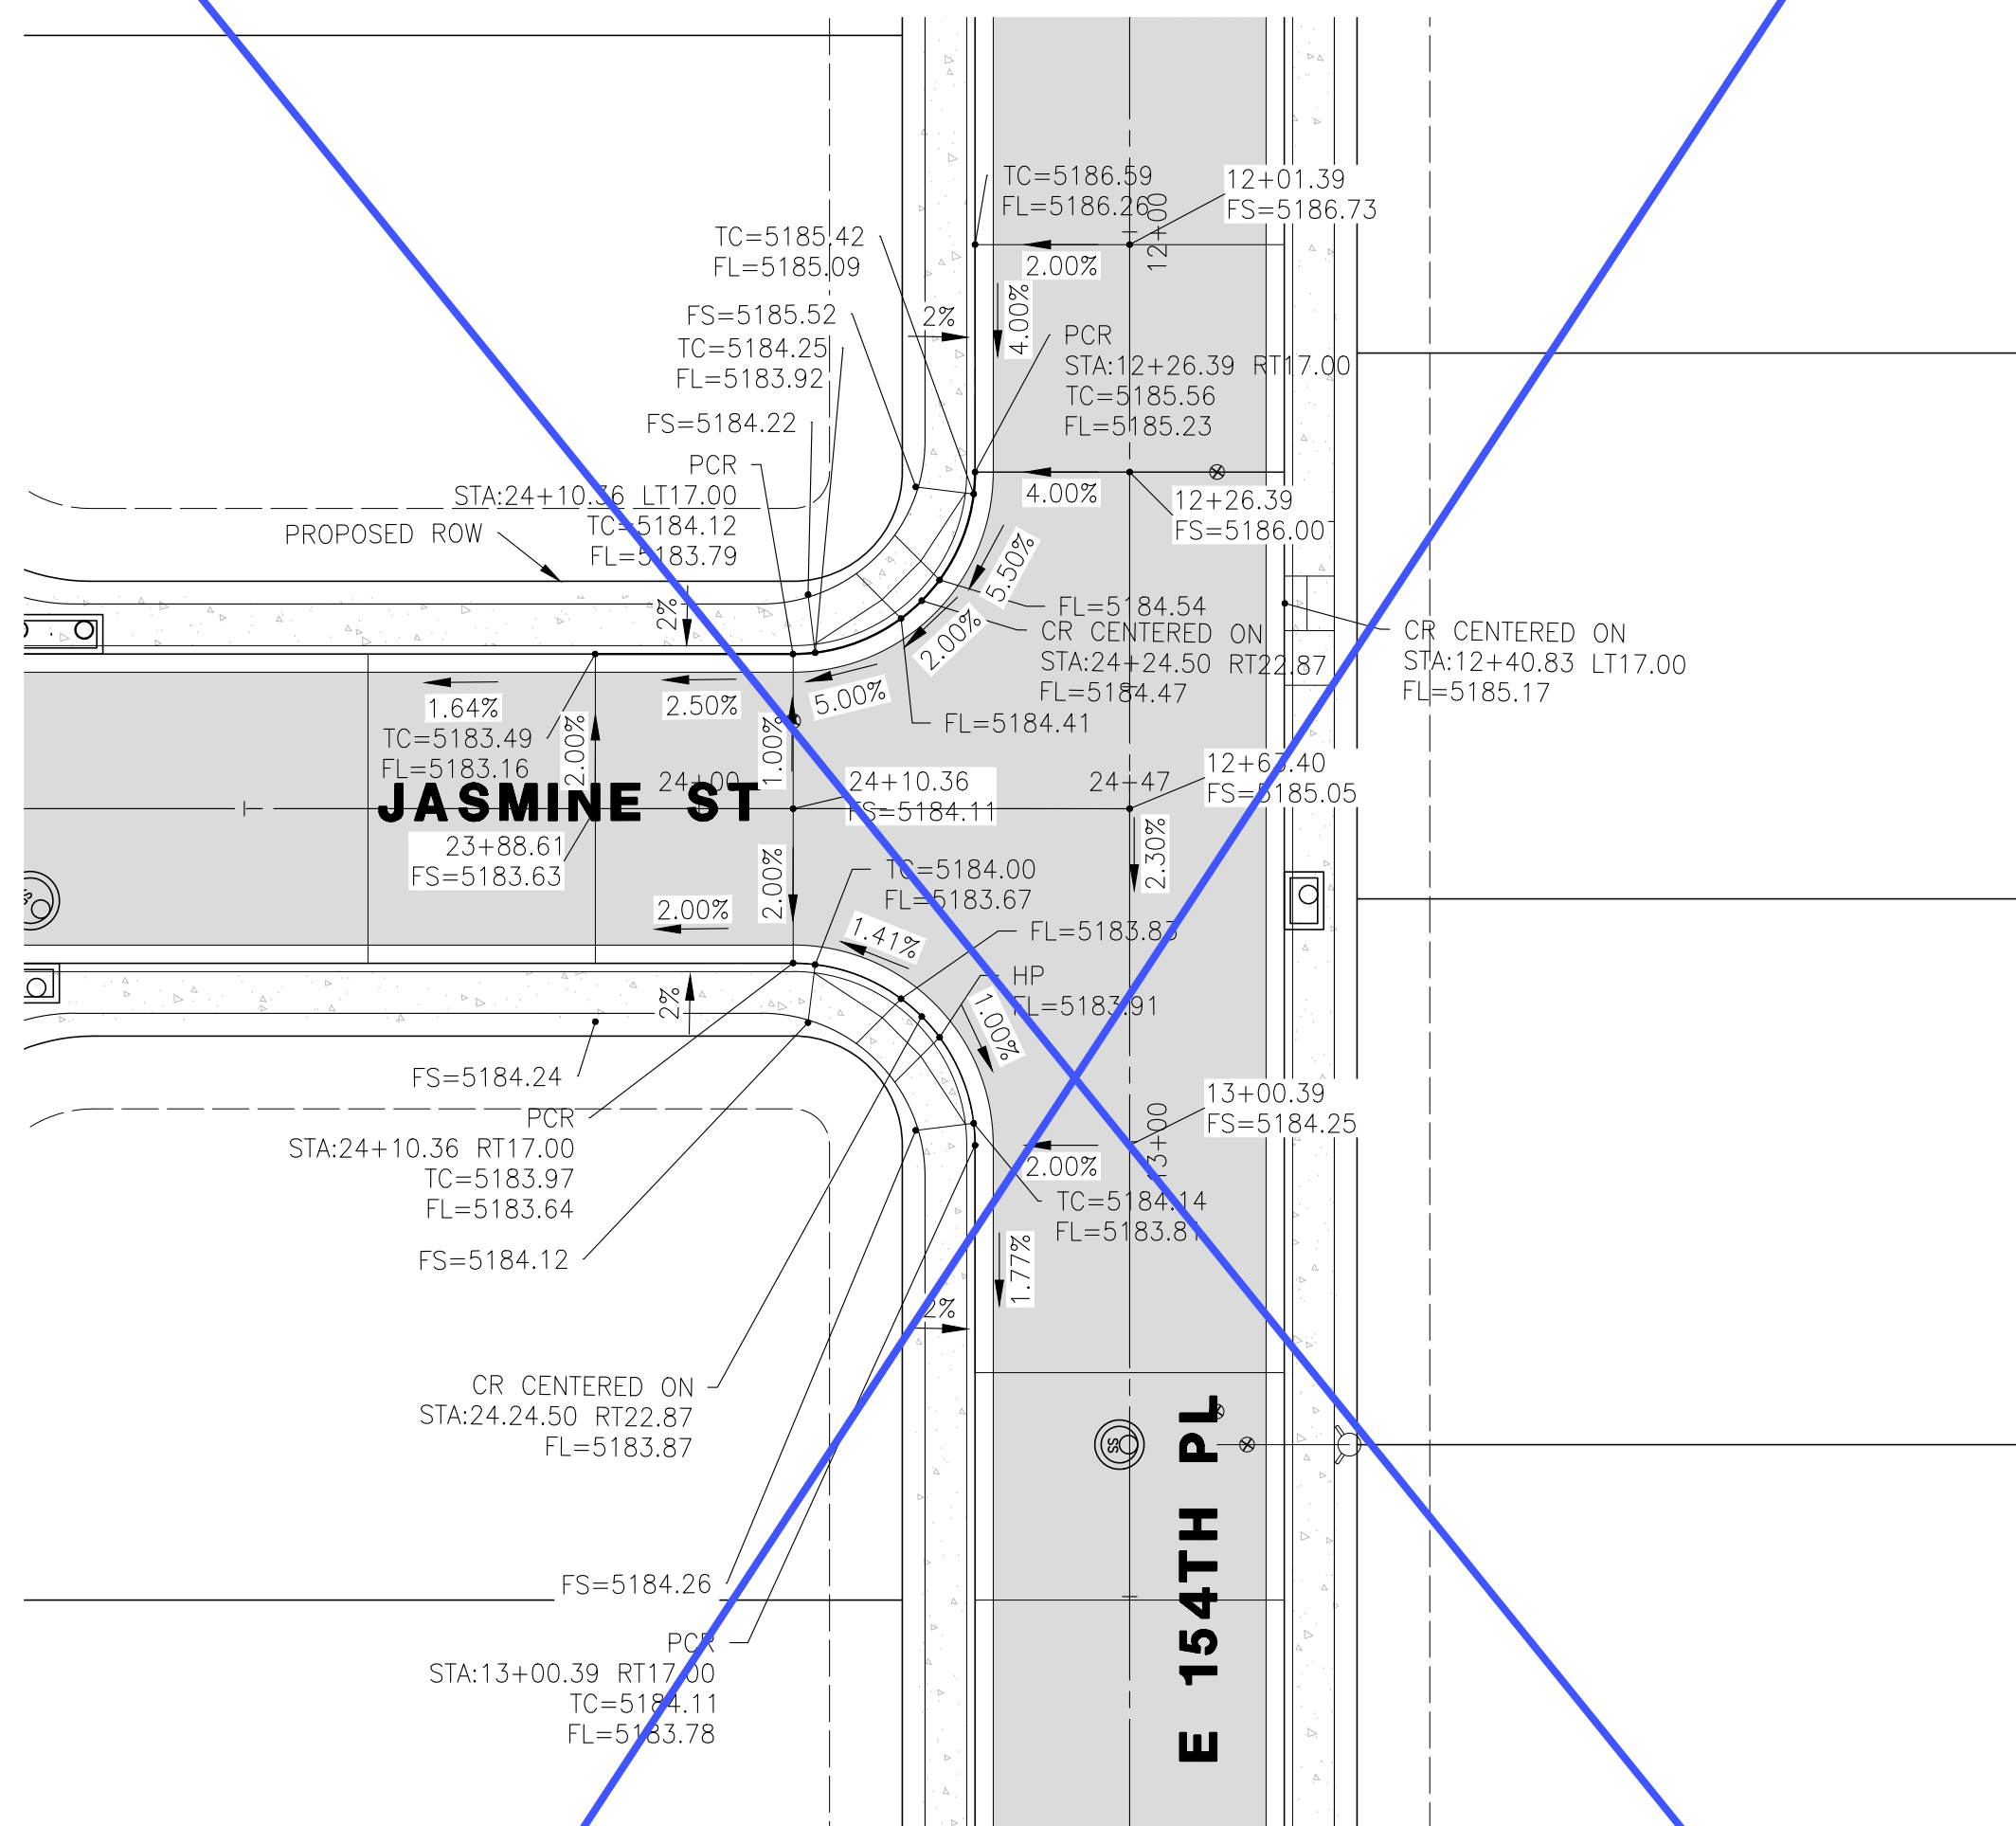 TC=5186.59
FL=5186.26
12+01.39
FS=5186.73
12+00
TC=5185.42
FL=5185.09
2.00%
4.00%
2%
FS=5185.52
TC=5184.25
FL=5183.92
PCR
STA:12+26.39 RT17.00
TC=5185.56
FL=5185.23
FS=5184.22
PCR
STA:24+10.36 LT17.00
TC=5184.12
FL=5183.79
4.00%
12+26.39
FS=5186.00
PROPOSED ROW
5.50%
2%
FL=5184.54
2.00%
CR CENTERED ON
STA:24+24.50 RT22.87
FL=5184.47
CR CENTERED ON
STA:12+40.83 LT17.00
FL=5185.17
1.64%
2.50%
5.00%
FL=5184.41
TC=5183.49
FL=5183.16
2.00%
1.00%
24+00
24+10.36
FS=5184.11
24+47
12+63.40
FS=5185.05
JASMINE ST
23+88.61
FS=5183.63
2.00%
2.30%
TC=5184.00
FL=5183.67
2.00%
1.41%
FL=5183.83
HP
FL=5183.91
2%
1.00%
FS=5184.24
PCR
STA:24+10.36 RT17.00
TC=5183.97
FL=5183.64
13+00.39
FS=5184.25
13+00
2.00%
TC=5184.14
FL=5183.81
FS=5184.12
1.77%
2%
CR CENTERED ON
STA:24.24.50 RT22.87
FL=5183.87
SS
E 154TH PL
FS=5184.26
PCR
STA:13+00.39 RT17.00
TC=5184.11
FL=5183.78